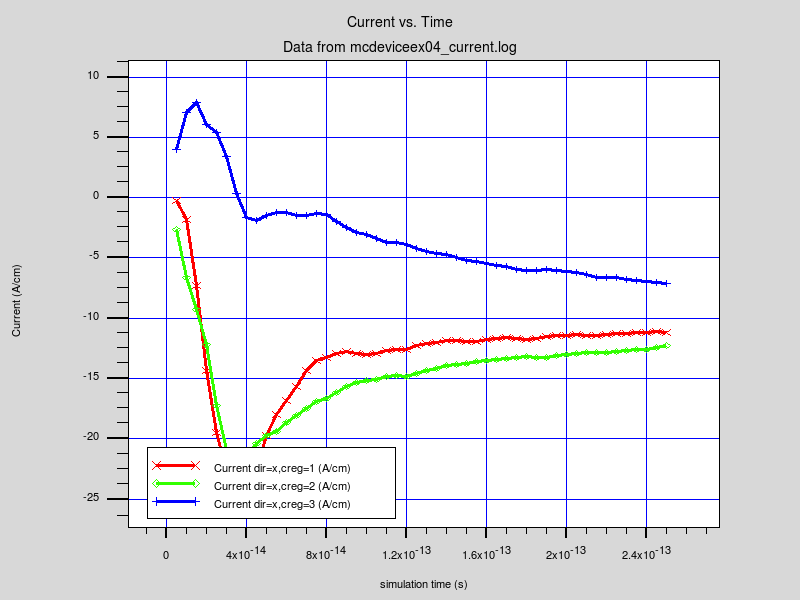 Current vs. Time
Data from mcdeviceex04_current.log
10
5
0
-5
-10
-15
-20
-25
Current (A/cm)
Current dir=x,creg=1 (A/cm)
Current dir=x,creg=2 (A/cm)
Current dir=x,creg=3 (A/cm)
0 4x10-14 8x10-14 1.2x10-13 1.6x10-13 2x10-13 2.4x10-13
simulation time (s)